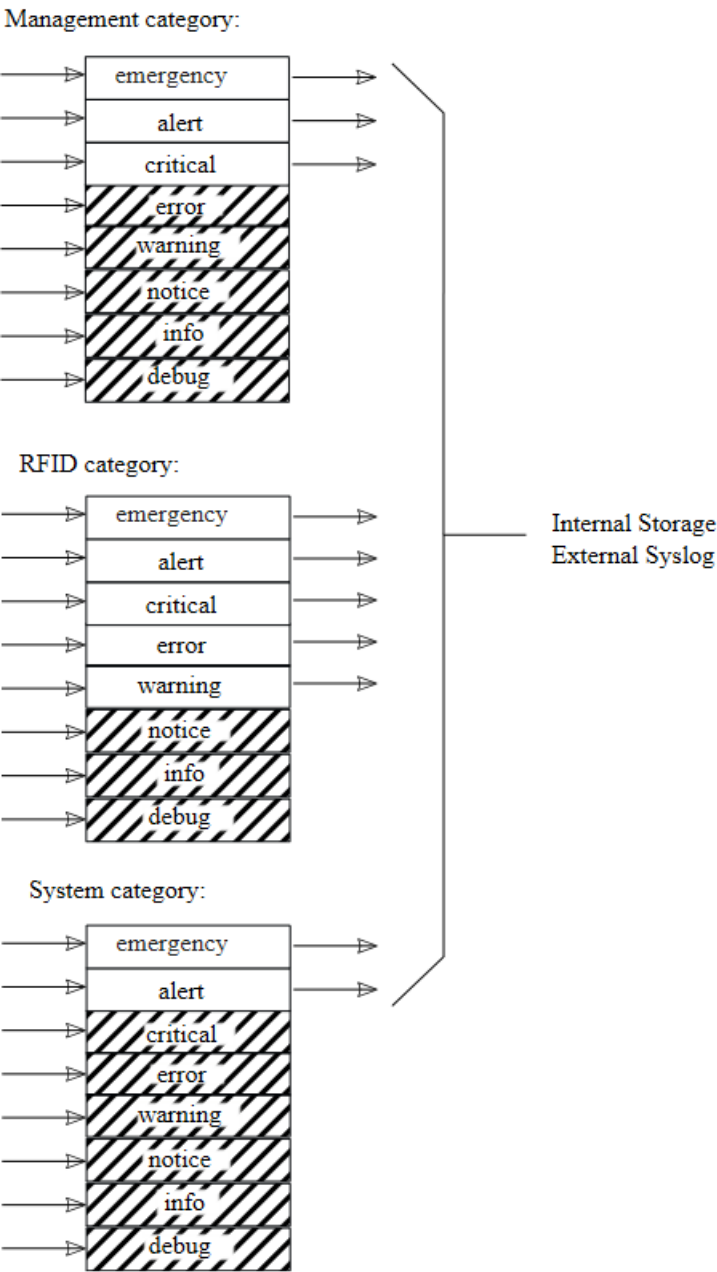 Management category:
emergency
alert
critical
error
warning
notice
info
debug
RFID category:
emergency
alert
critical
error
warning
notice
info
debug
Internal Storage
External Syslog
System category:
emergency
alert
critical
error
warning
notice
info
debug